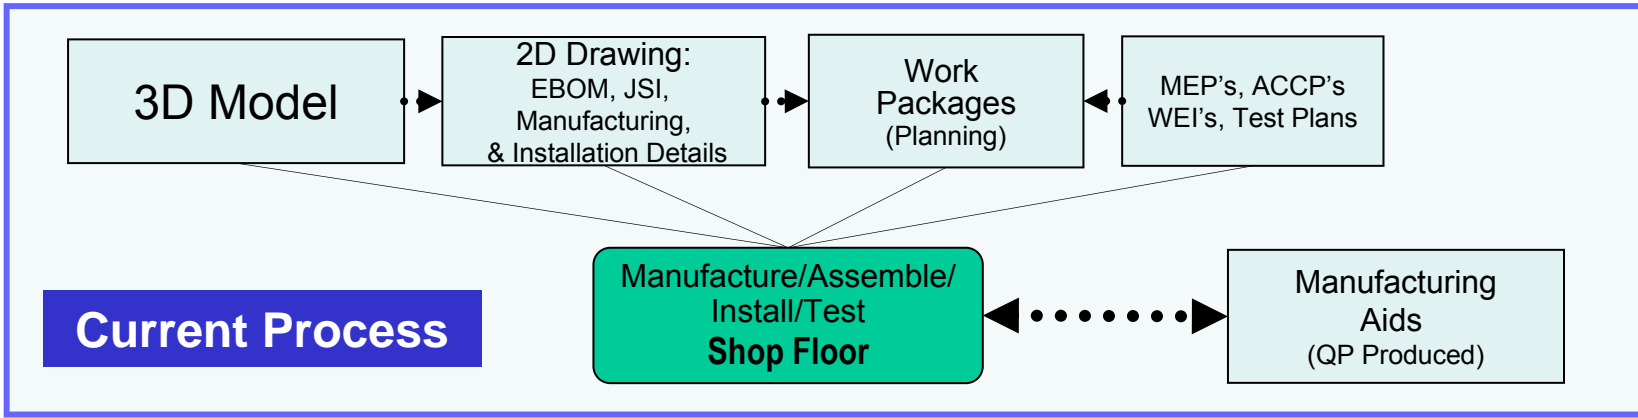 3D Model
2D Drawing:
EBOM, JSI,
Manufacturing,
& Installation Details
Work
Packages
(Planning)
MEP's, ACCP's
WEI's, Test Plans
Manufacture/Assemble/
Install/Test
Shop Floor
Manufacturing
Aids
(QP Produced)
Current Process